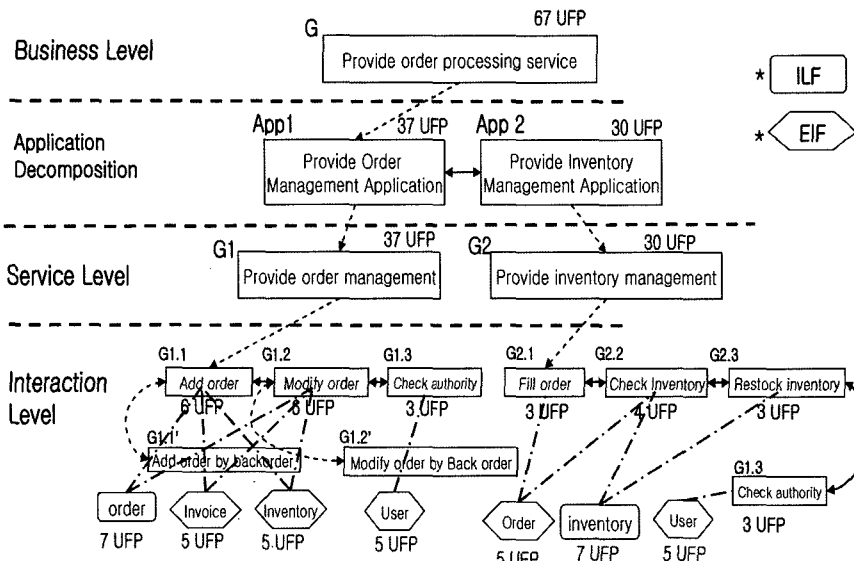 67 UFP
G
Business Level
Provide order processing service
* ILF
App1
37 UFP
App 2
30 UFP
* EIF
Application
Decomposition
Provide Order
Management Application
Provide Inventory
Management Application
37 UFP
30 UFP
G1
G2
Service Level
Provide order management
Provide inventory management
Interaction
Level
G1.1
G1.2
G1.3
G2.1
G2.2
G2.3
Add order
Modify order
Check authority
Fill order
Check Inventory
Restock inventory
6 UFP
6 UFP
3 UFP
3 UFP
4 UFP
3 UFP
G1.1'
G1.2'
Add order by backorder
Modify order by Back order
G1.3
Check authority
3 UFP
order
Invoice
Inventory
User
Order
inventory
User
7 UFP
5 UFP
5 UFP
5 UFP
5 UFP
7 UFP
5 UFP